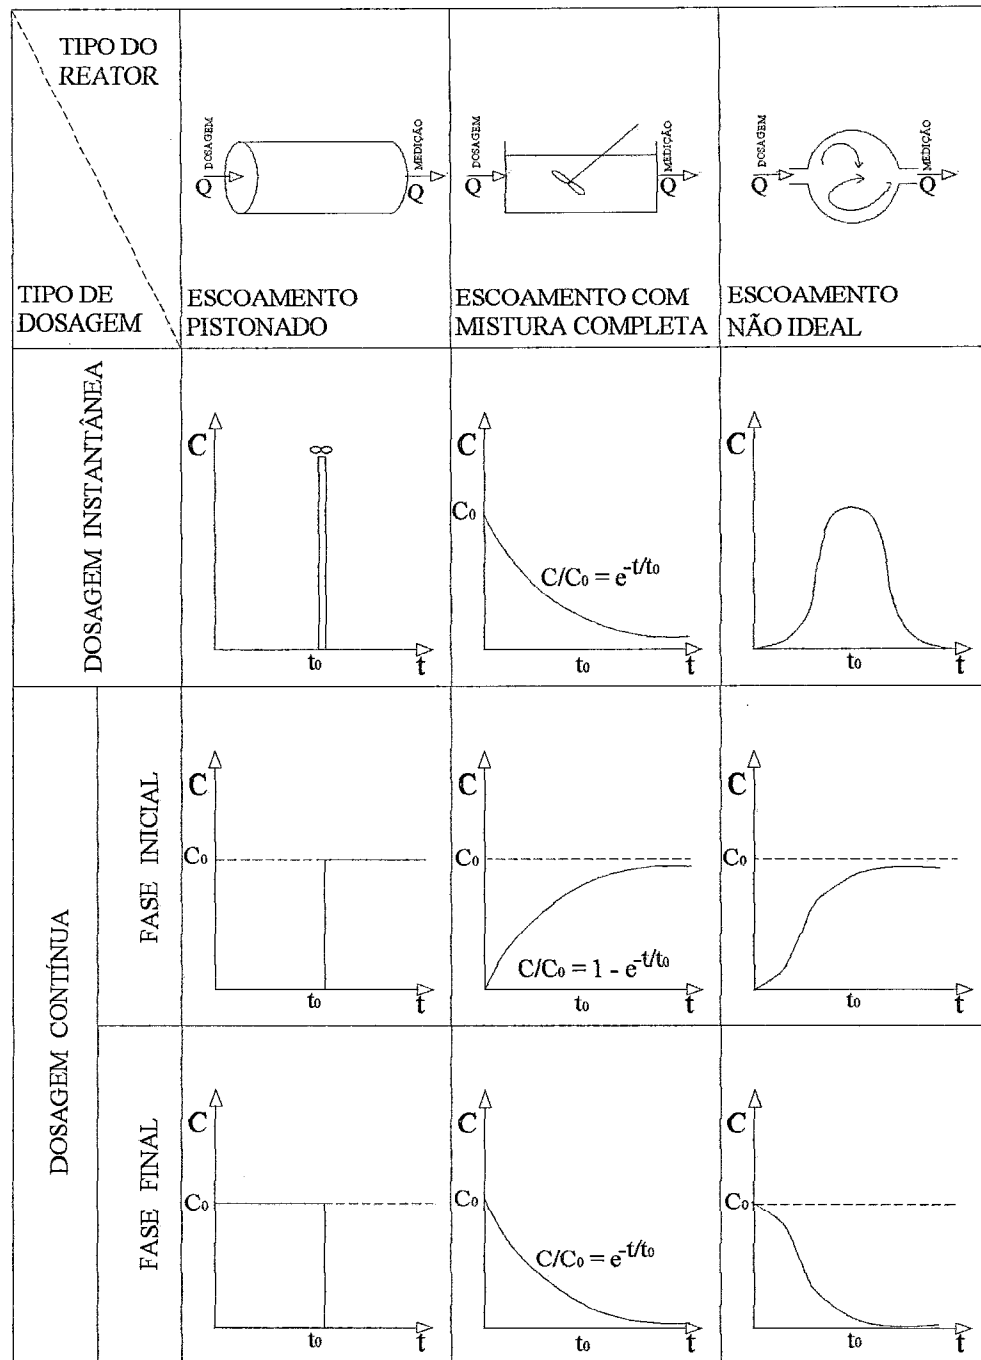 TIPO DO
REATOR
TIPO DE
DOSAGEM
DOSAGEM
Q
MEDIÇÃO
Q
ESCOAMENTO
PISTONADO
DOSAGEM
Q
MEDIÇÃO
Q
ESCOAMENTO COM
MISTURA COMPLETA
DOSAGEM
Q
MEDIÇÃO
Q
ESCOAMENTO
NÃO IDEAL
DOSAGEM INSTANTÂNEA
C
∞
t₀
t
C
C₀
C/C₀ = e^-t/t₀
t₀
t
C
t₀
t
DOSAGEM CONTÍNUA
FASE INICIAL
C
C₀
t₀
t
C
C₀
C/C₀ = 1 - e^-t/t₀
t₀
t
C
C₀
t₀
t
FASE FINAL
C
C₀
t₀
t
C
C₀
C/C₀ = e^-t/t₀
t₀
t
C
C₀
t₀
t